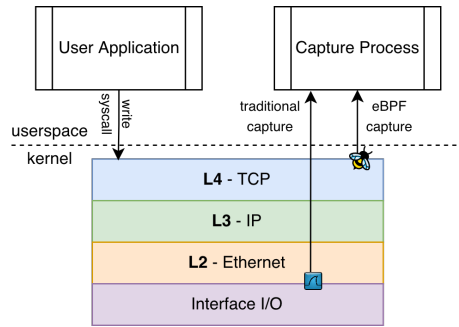 User Application
Capture Process
write
syscall
traditional
capture
eBPF
capture
userspace
kernel
L4 - TCP
L3 - IP
L2 - Ethernet
Interface I/O